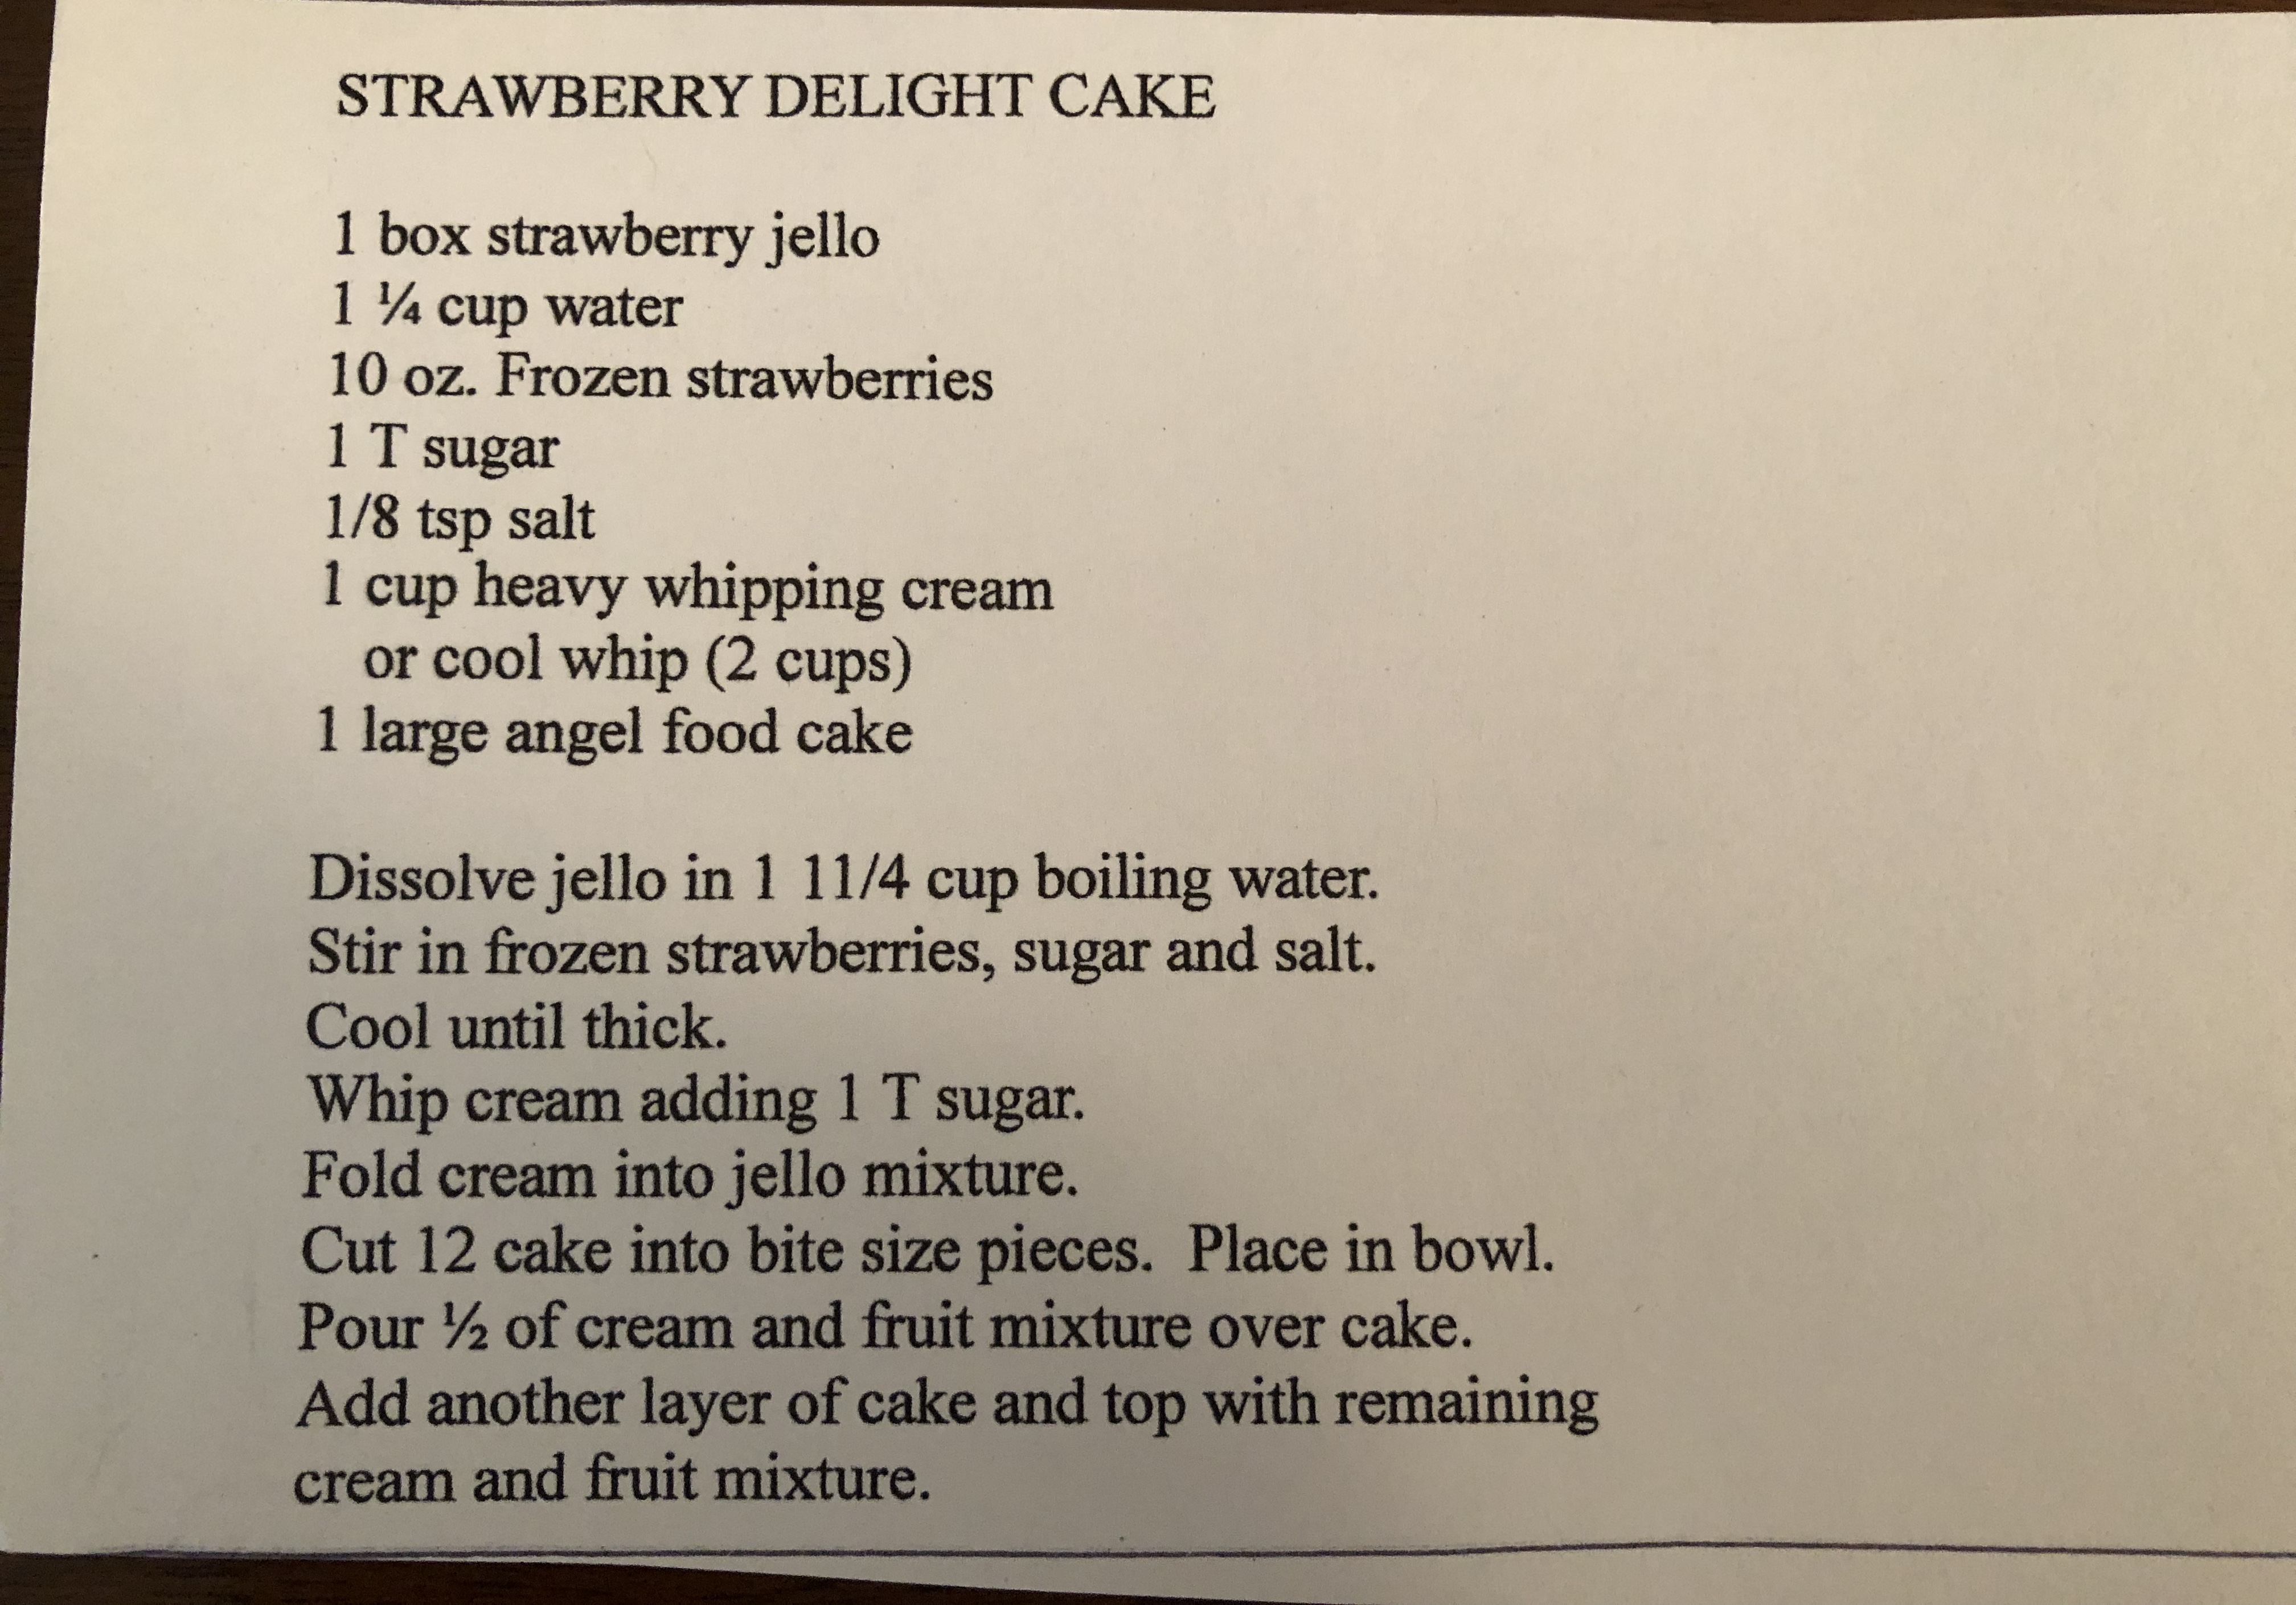 STRAWBERRY DELIGHT CAKE
1 box strawberry jello
1 ¼ cup water
10 oz. Frozen strawberries
1 T sugar
1/8 tsp salt
1 cup heavy whipping cream
or cool whip (2 cups)
1 large angel food cake
Dissolve jello in 1 11/4 cup boiling water.
Stir in frozen strawberries, sugar and salt.
Cool until thick.
Whip cream adding 1 T sugar.
Fold cream into jello mixture.
Cut 12 cake into bite size pieces.  Place in bowl.
Pour ½ of cream and fruit mixture over cake.
Add another layer of cake and top with remaining
cream and fruit mixture.